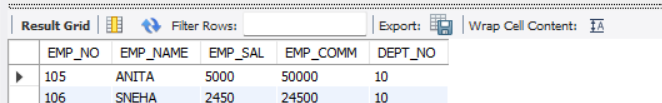 Result Grid Filter Rows: Export: Wrap Cell Content: IA
EMP_NO EMP_NAME EMP_SAL EMP_COMM DEPT_NO
105 ANITA 5000 50000 10
106 SNEHA 2450 24500 10